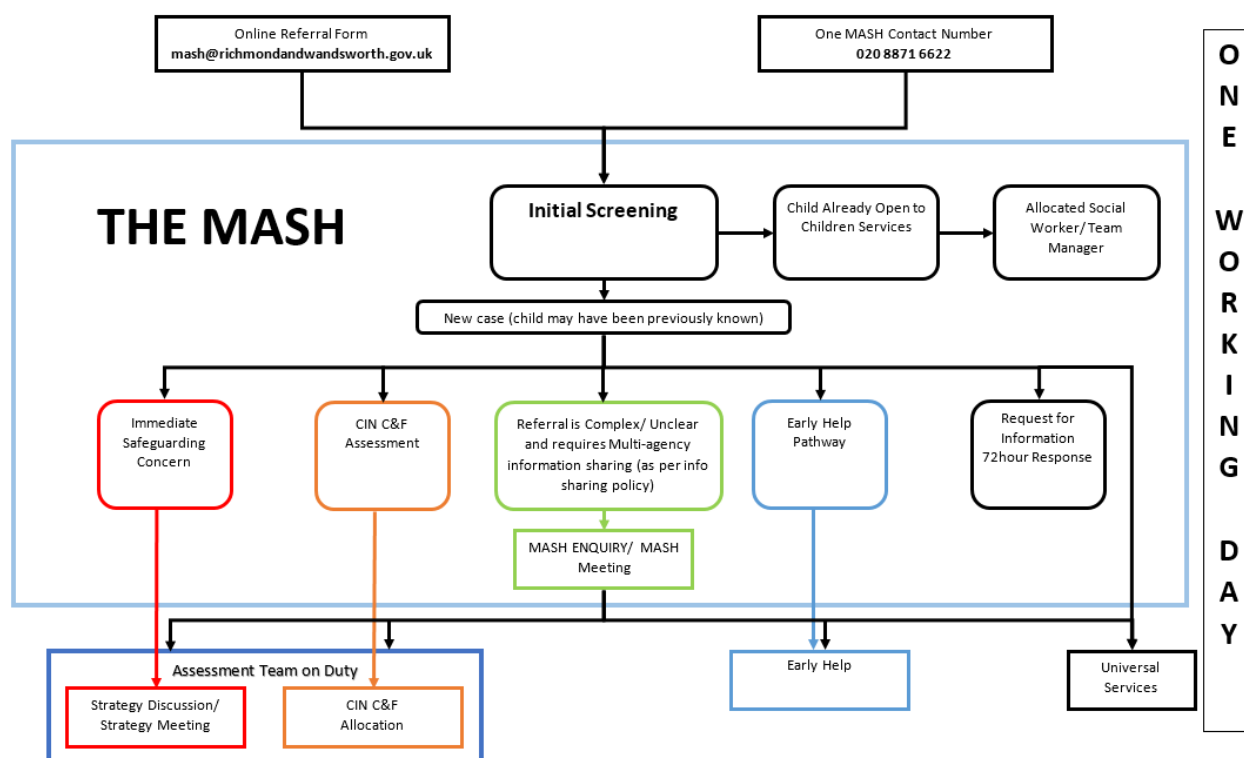 Online Referral Form
mash@richmondandwandsworth.gov.uk
One MASH Contact Number
020 8871 6622
ONE WORKING DAY
THE MASH
Initial Screening
Child Already Open to
Children Services
Allocated Social
Worker/ Team
Manager
New case (child may have been previously known)
Immediate
Safeguarding
Concern
CIN C&F
Assessment
Referral is Complex/ Unclear
and requires Multi-agency
information sharing (as per info
sharing policy)
Early Help
Pathway
Request for
Information
72hour Response
MASH ENQUIRY/ MASH
Meeting
Assessment Team on Duty
Strategy Discussion/
Strategy Meeting
CIN C&F
Allocation
Early Help
Universal
Services